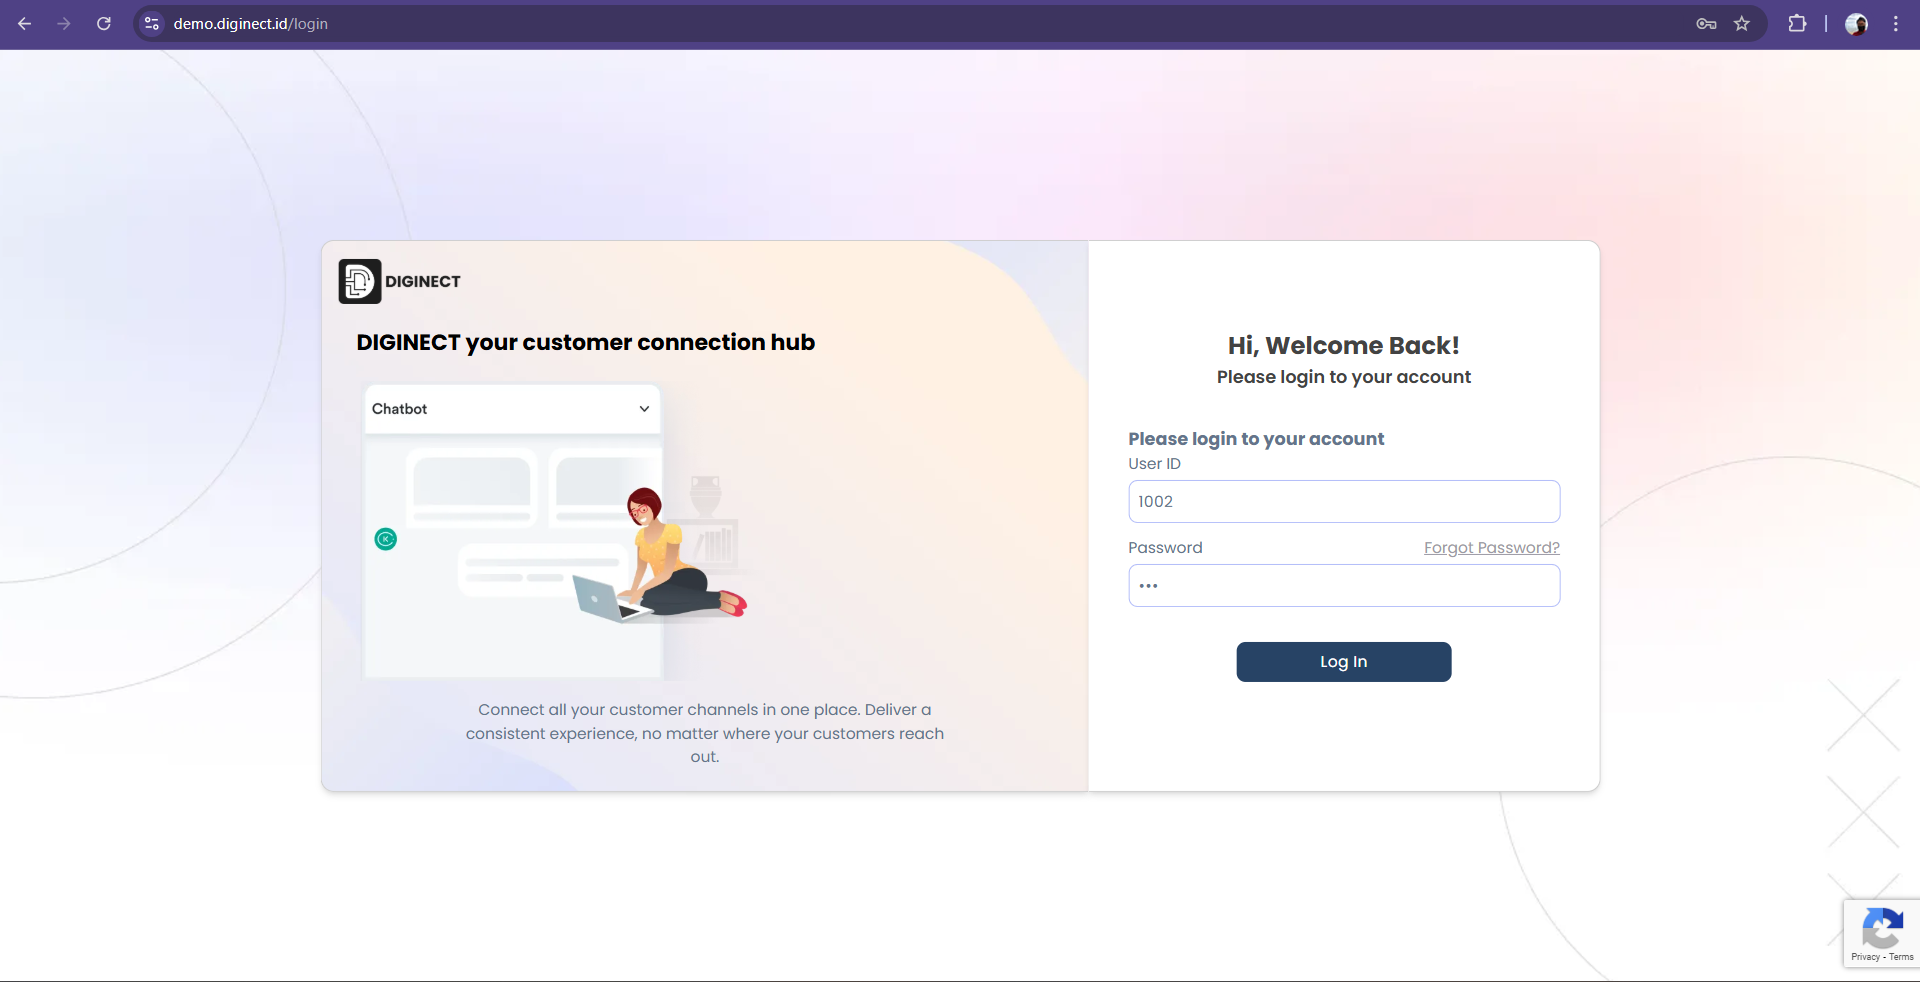 demo.diginect.id/login
DIGINECT
DIGINECT your customer connection hub
Chatbot
K
Connect all your customer channels in one place. Deliver a
consistent experience, no matter where your customers reach
out.
Hi, Welcome Back!
Please login to your account
Please login to your account
User ID
1002
Password Forgot Password?
•••
Log In
Privacy - Terms